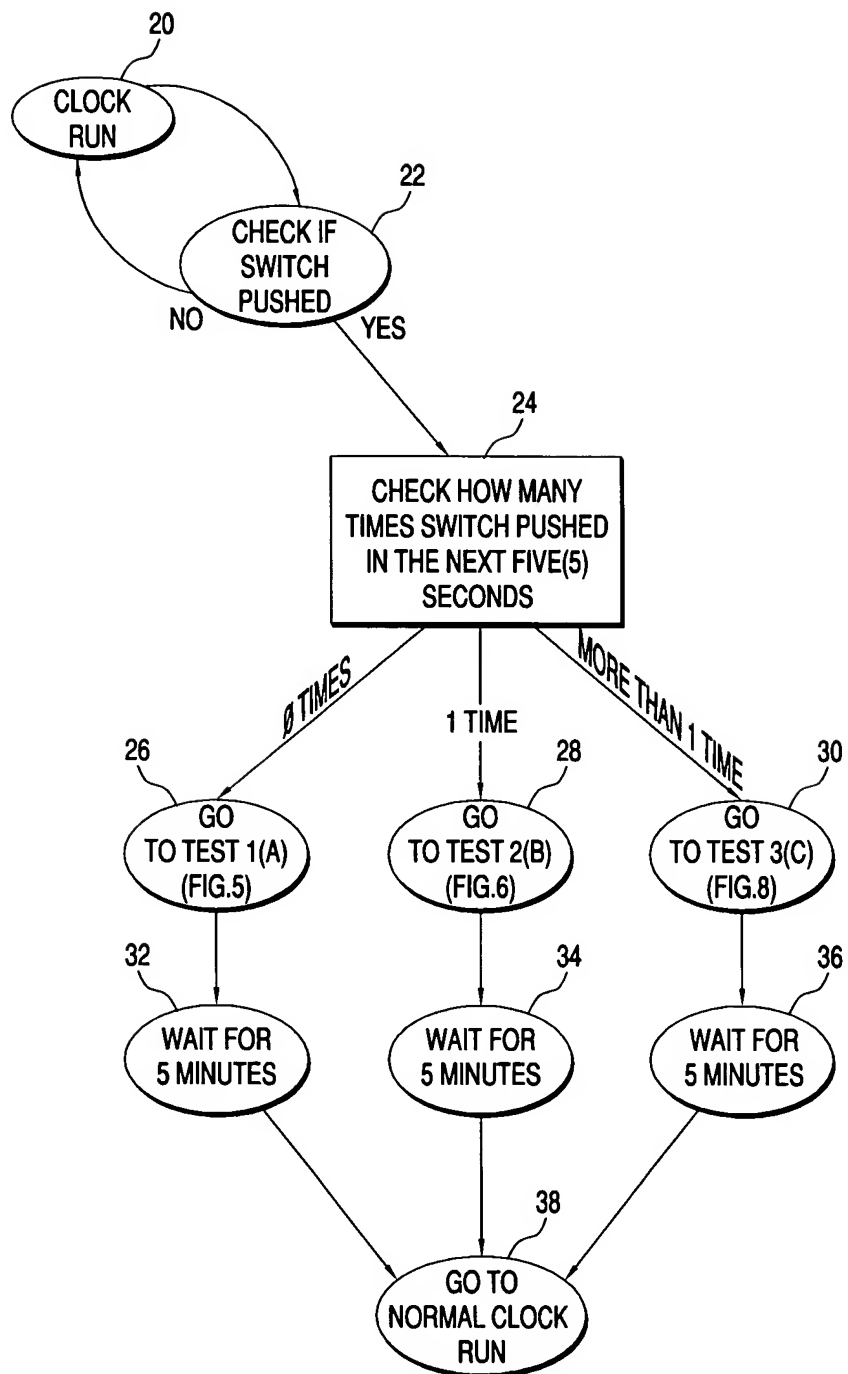 20
CLOCK
RUN
22
CHECK IF
SWITCH
PUSHED
NO
YES
24
CHECK HOW MANY
TIMES SWITCH PUSHED
IN THE NEXT FIVE(5)
SECONDS
Ø TIMES
1 TIME
MORE THAN 1 TIME
26
GO
TO TEST 1(A)
(FIG.5)
28
GO
TO TEST 2(B)
(FIG.6)
30
GO
TO TEST 3(C)
(FIG.8)
32
WAIT FOR
5 MINUTES
34
WAIT FOR
5 MINUTES
36
WAIT FOR
5 MINUTES
38
GO TO
NORMAL CLOCK
RUN